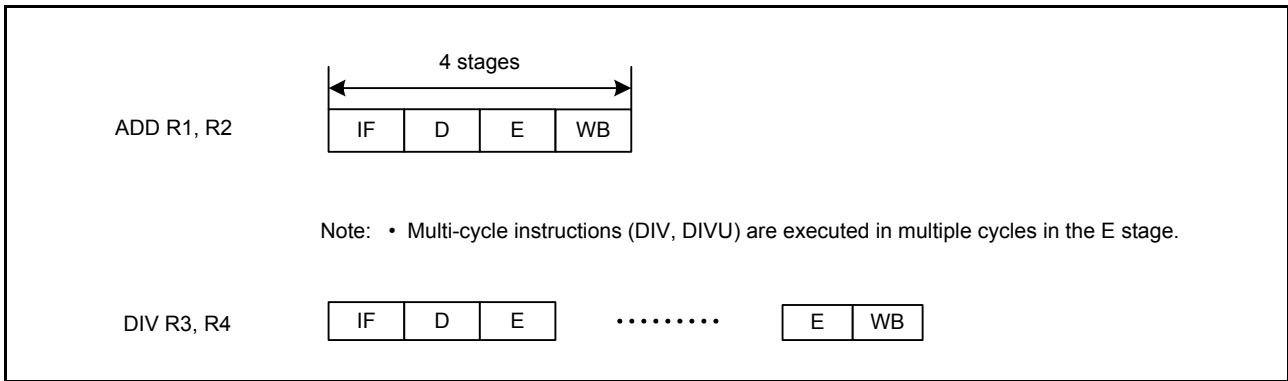 4 stages
ADD R1, R2 IF D E WB
Note: • Multi-cycle instructions (DIV, DIVU) are executed in multiple cycles in the E stage.
DIV R3, R4 IF D E ········· E WB